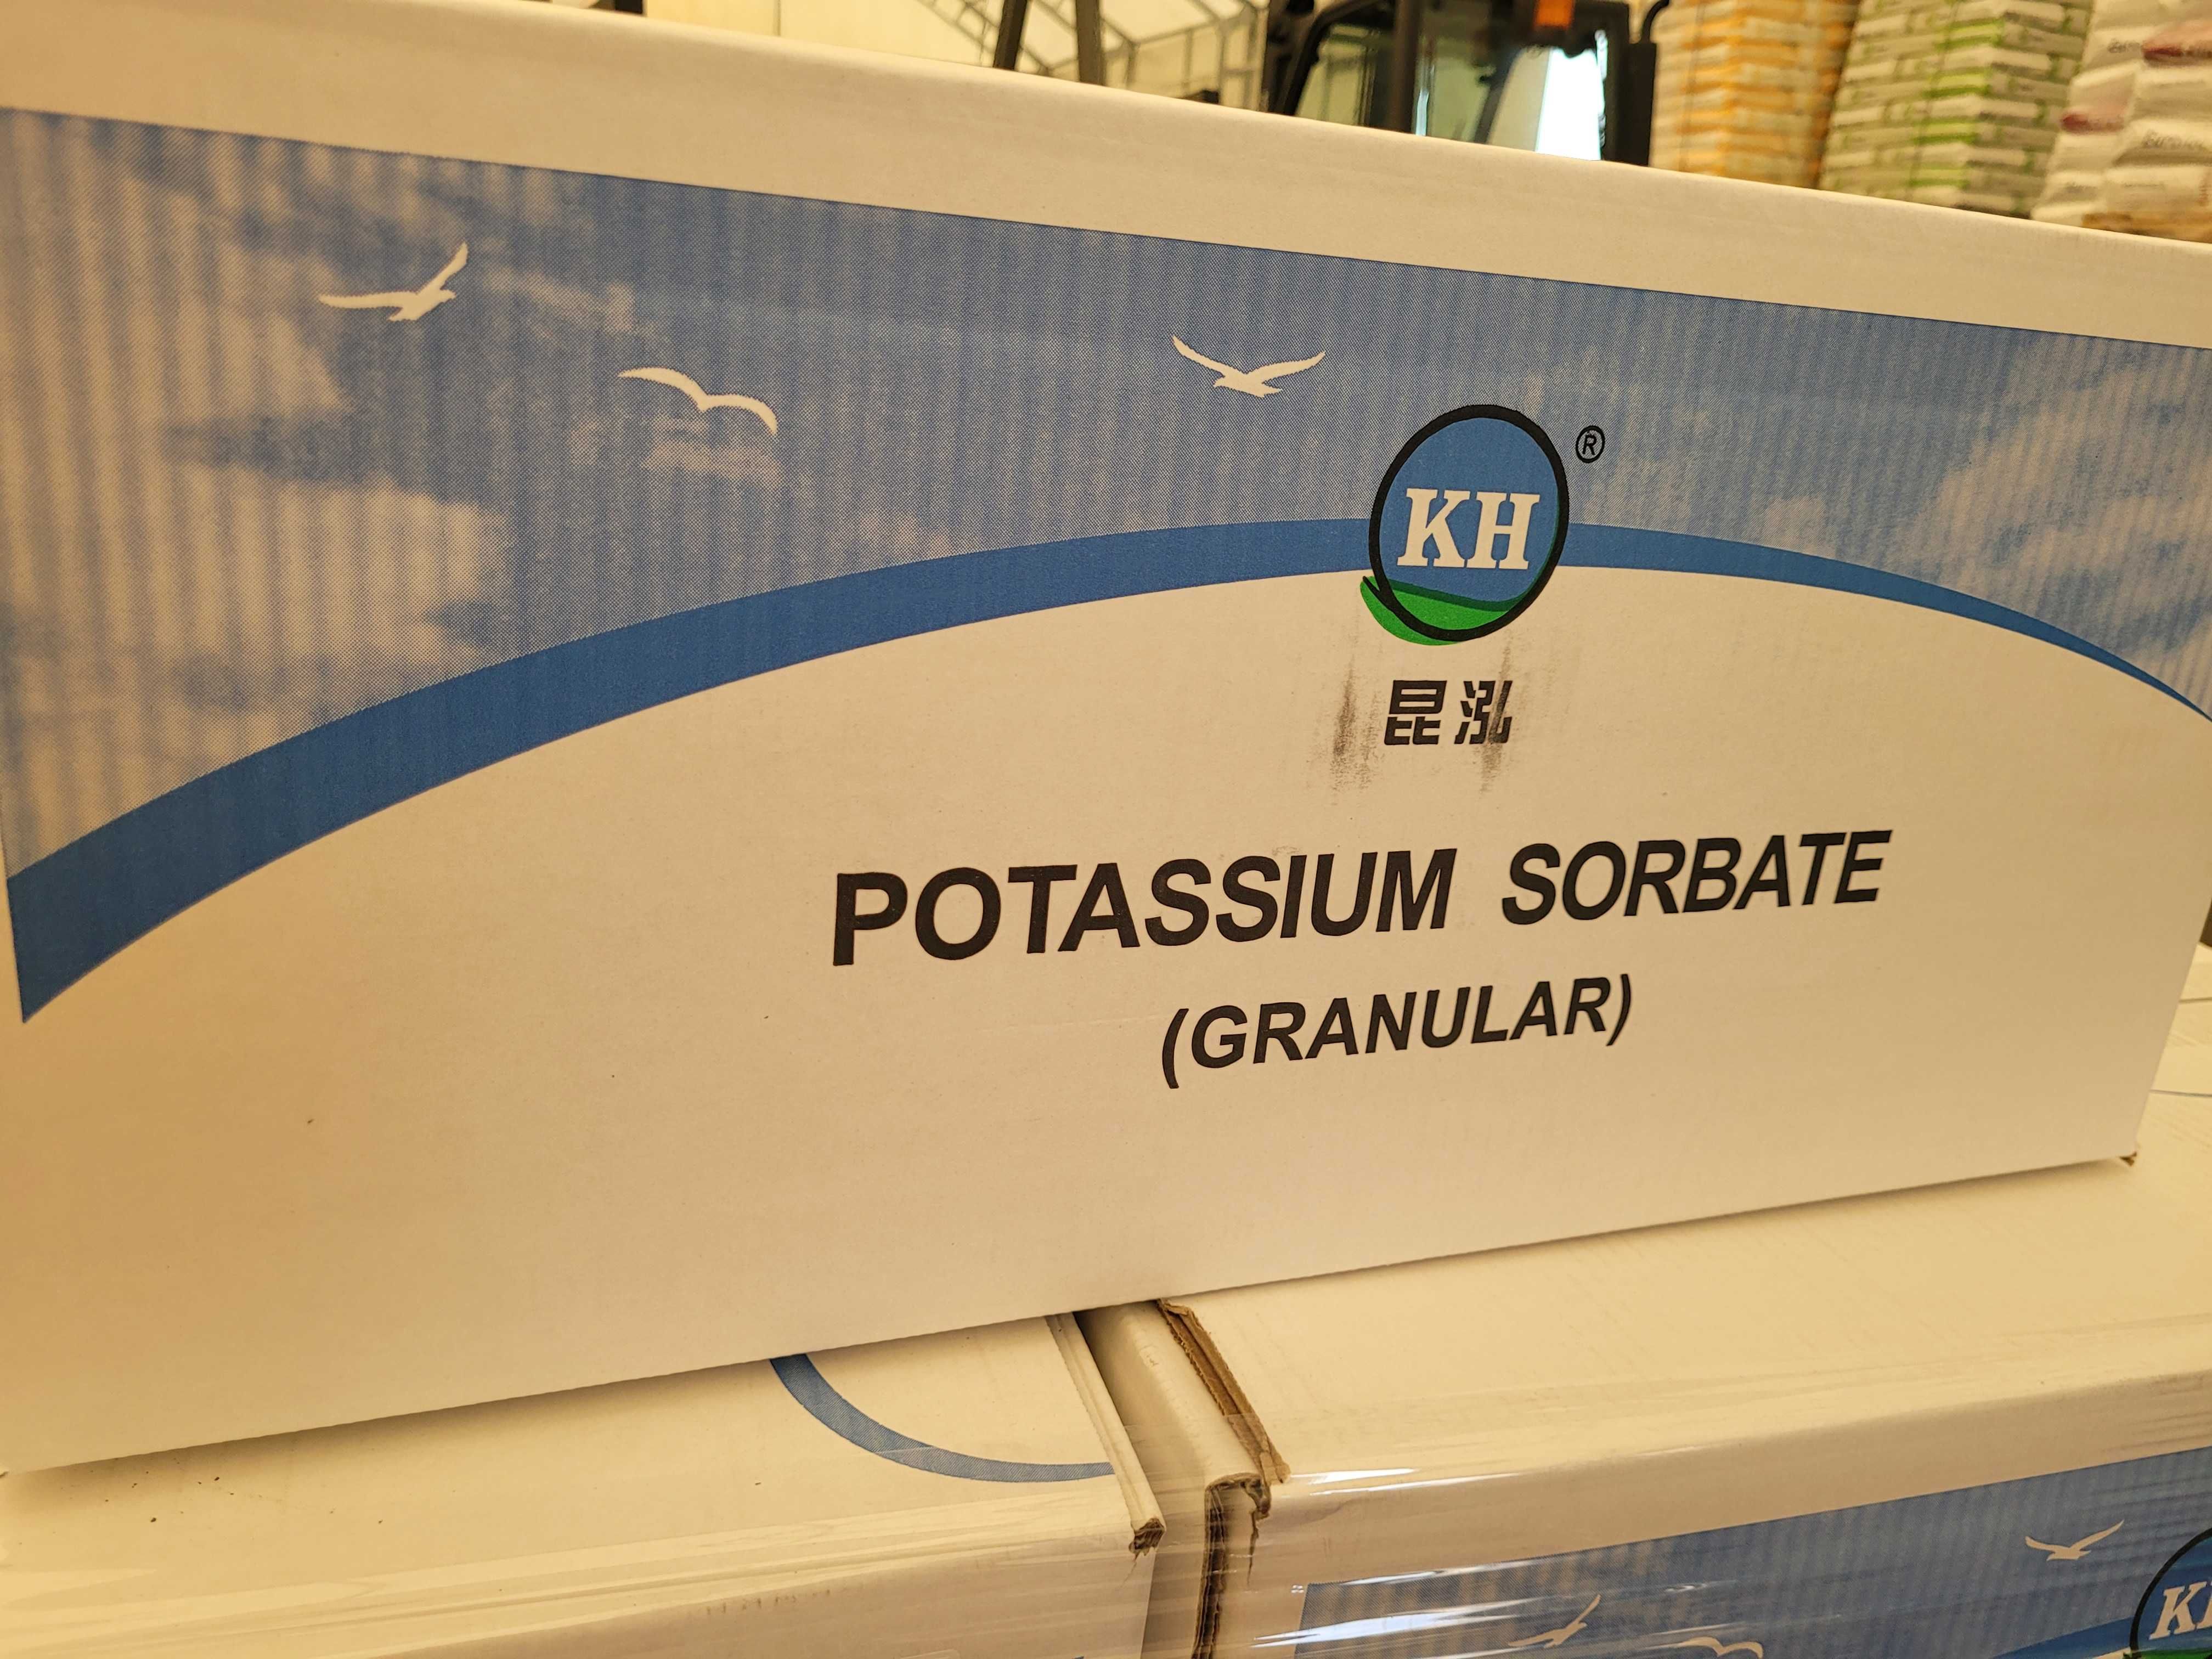 KH ®
昆泓
POTASSIUM SORBATE
(GRANULAR)